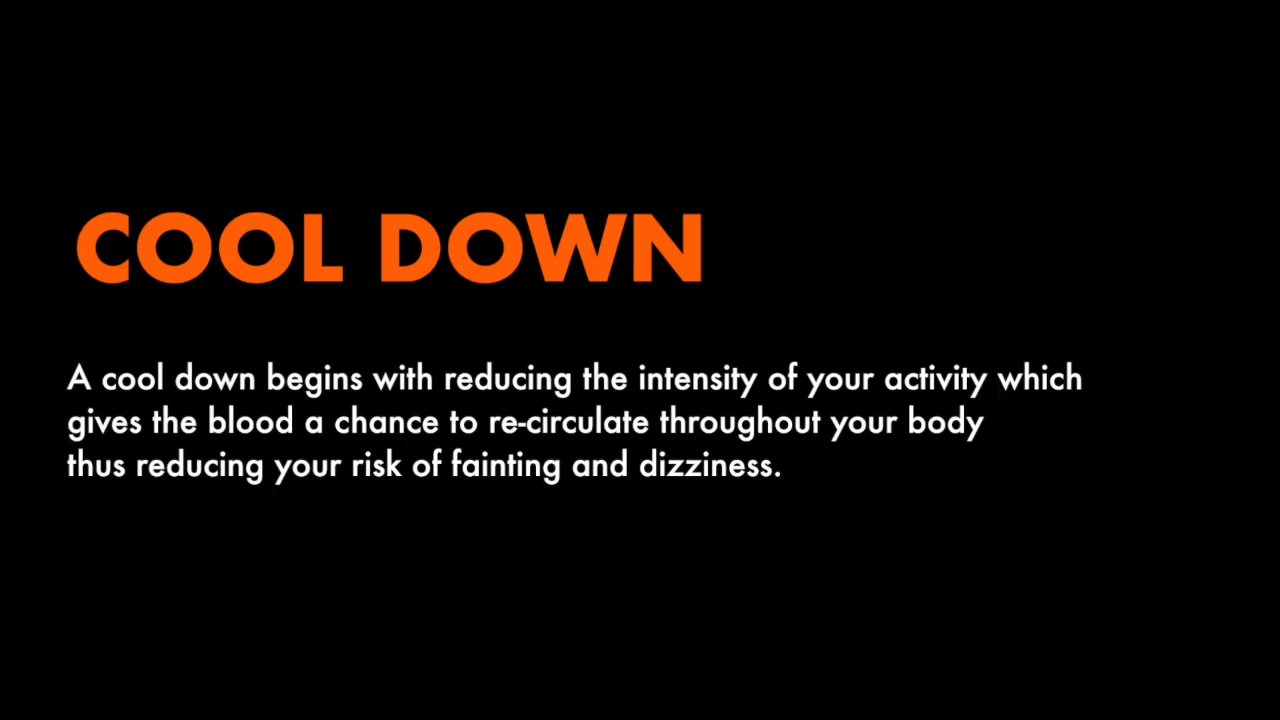 COOL DOWN
A cool down begins with reducing the intensity of your activity which
gives the blood a chance to re-circulate throughout your body
thus reducing your risk of fainting and dizziness.